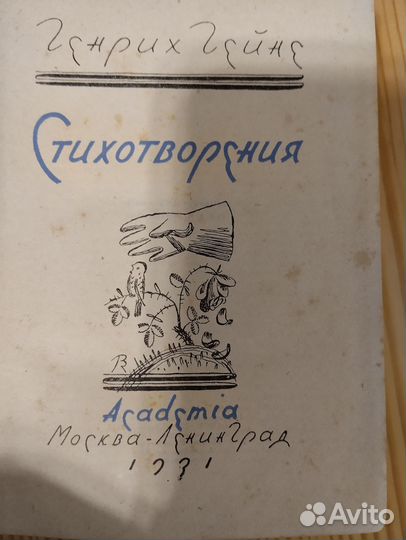 Генрих Гейне
Стихотворения
Academia
Москва-Ленинград
1931
Avito